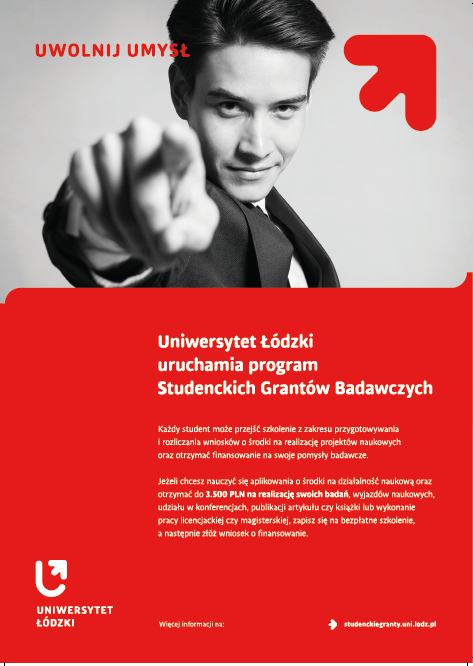 UWOLNIJ UMYSŁ
Uniwersytet Łódzki
uruchamia program
Studenckich Grantów Badawczych
Każdy student może przejść szkolenie z zakresu przygotowywania
i rozliczania wniosków o środki na realizację projektów naukowych
oraz otrzymać finansowanie na swoje pomysły badawcze.
Jeżeli chcesz nauczyć się aplikowania o środki na działalność naukową oraz
otrzymać do 3.500 PLN na realizację swoich badań, wyjazdów naukowych,
udziału w konferencjach, publikacji artykułu czy książki lub wykonanie
pracy licencjackiej czy magisterskiej, zapisz się na bezpłatne szkolenie,
a następnie złóż wniosek o finansowanie.
UNIWERSYTET
ŁÓDZKI
Więcej informacji na:
studenckiegranty.uni.lodz.pl